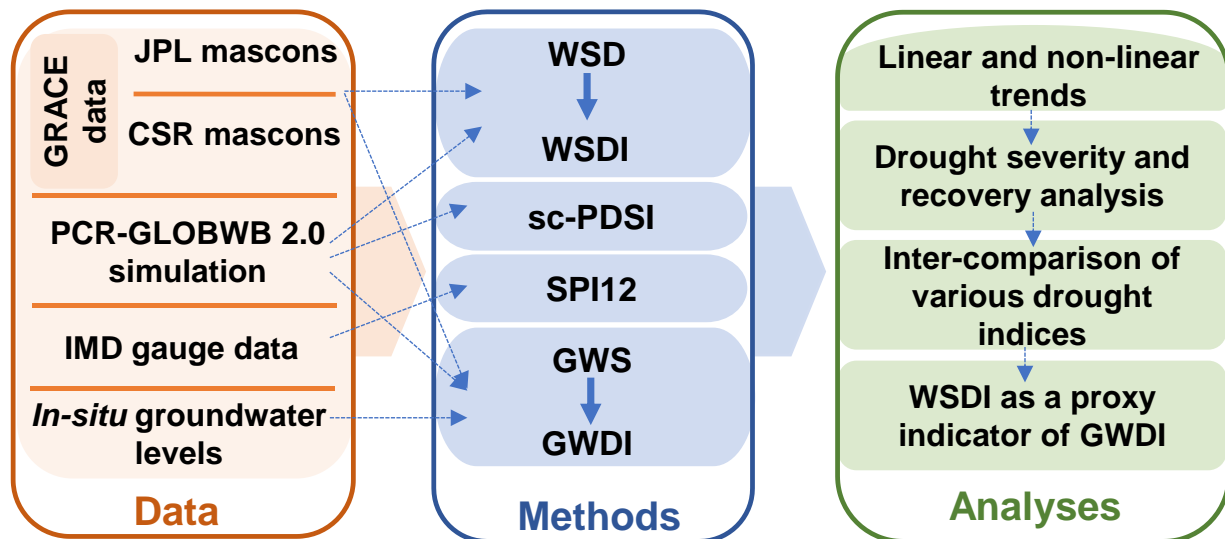 GRACE
data
JPL mascons
CSR mascons
PCR-GLOBWB 2.0
simulation
IMD gauge data
In-situ groundwater
levels
Data
WSD
WSDI
sc-PDSI
SPI12
GWS
GWDI
Methods
Linear and non-linear
trends
Drought severity and
recovery analysis
Inter-comparison of
various drought
indices
WSDI as a proxy
indicator of GWDI
Analyses